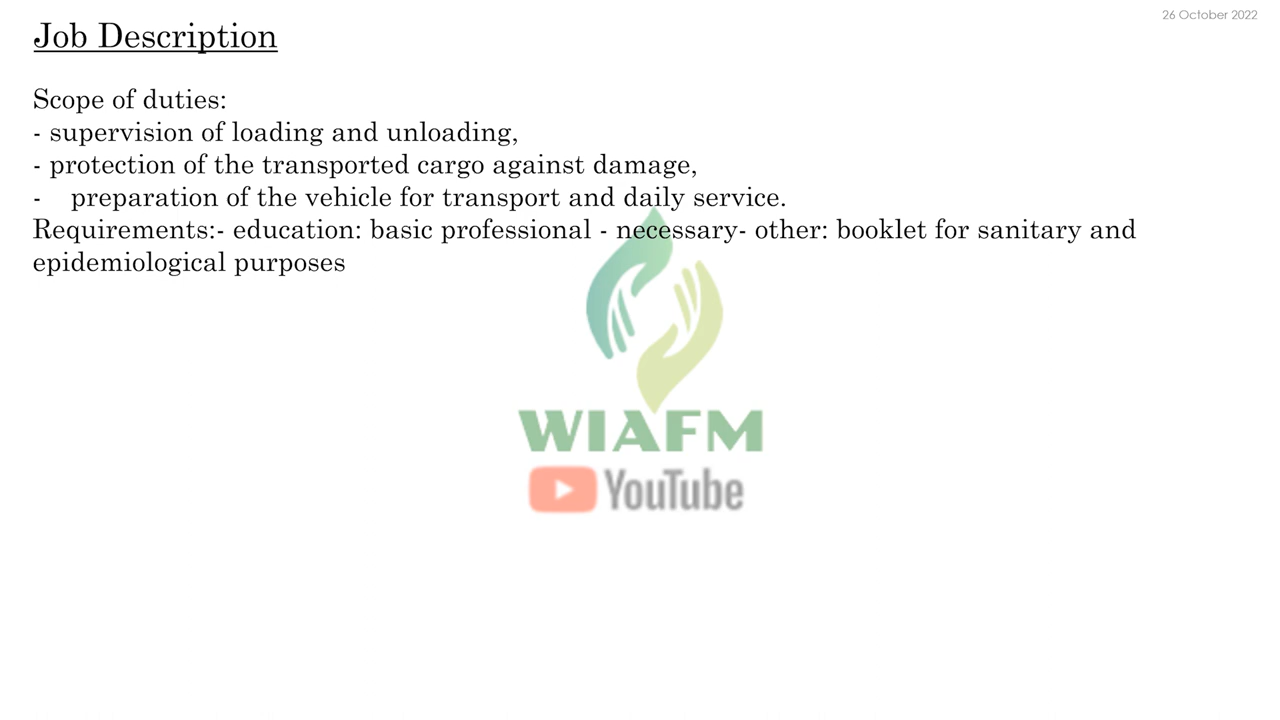 26 October 2022
Job Description
Scope of duties:
- supervision of loading and unloading,
- protection of the transported cargo against damage,
- preparation of the vehicle for transport and daily service.
Requirements:- education: basic professional - necessary- other: booklet for sanitary and
epidemiological purposes
WIAFM
YouTube